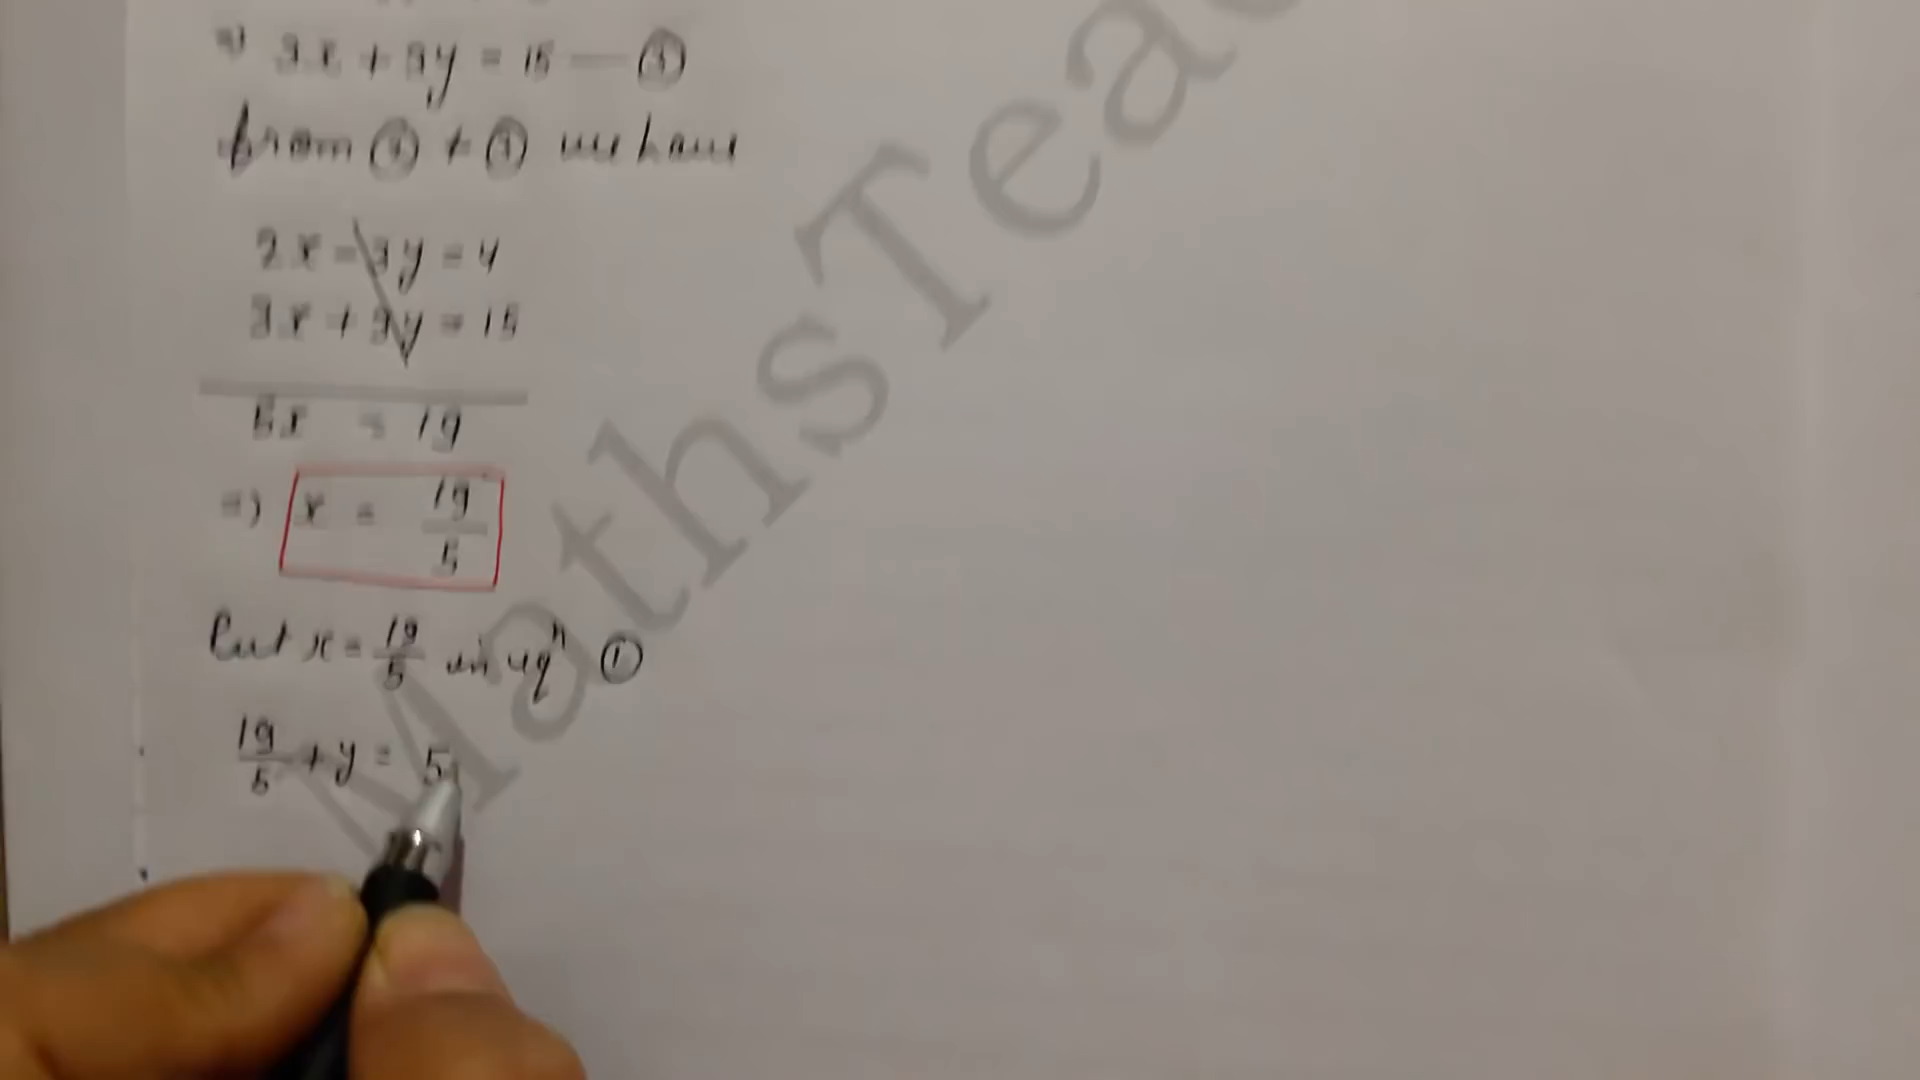 ⇒ 3x + 3y = 15 — ③
from ② + ③ we have
2x - 3y = 4
3x + 3y = 15
5x = 19
⇒ x = 19/5
Put x = 19/5 in eqⁿ ①
19/5 + y = 5
MathsTeac